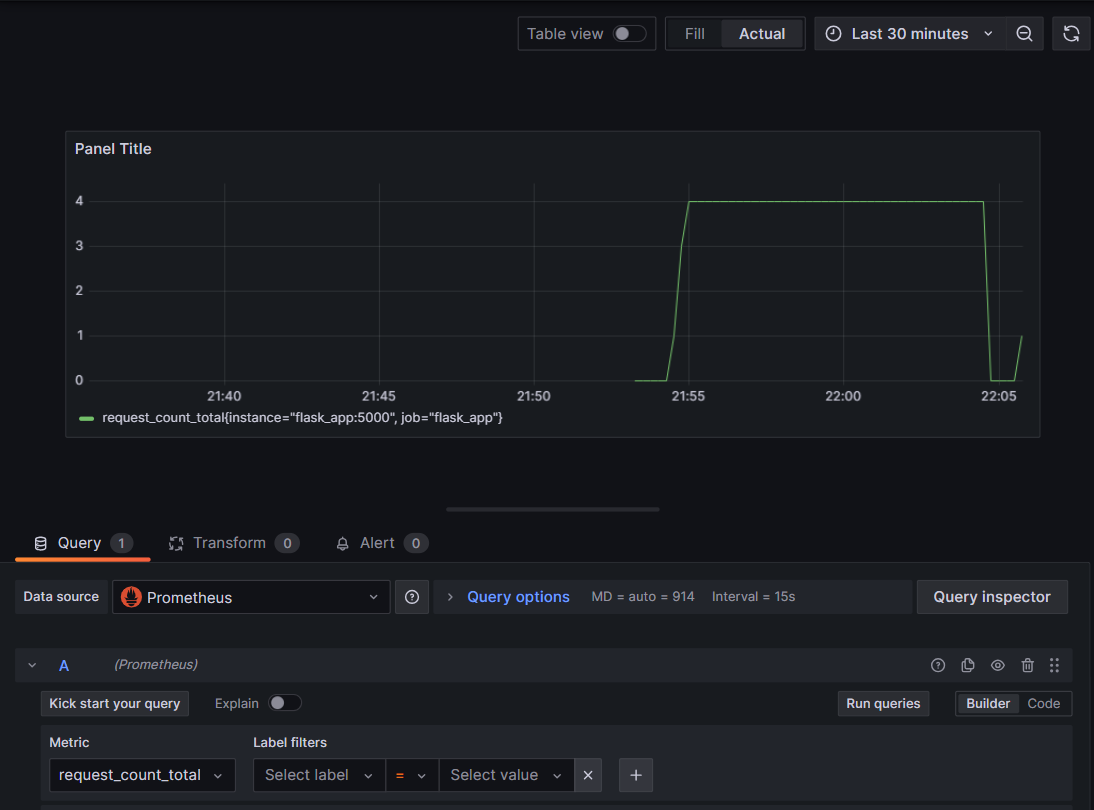 Table view Fill Actual Last 30 minutes
Panel Title
4
3
2
1
0
21:40 21:45 21:50 21:55 22:00 22:05
request_count_total{instance="flask_app:5000", job="flask_app"}
Query 1 Transform 0 Alert 0
Data source Prometheus Query options MD = auto = 914 Interval = 15s Query inspector
A (Prometheus)
Kick start your query Explain Run queries Builder Code
Metric Label filters
request_count_total Select label = Select value